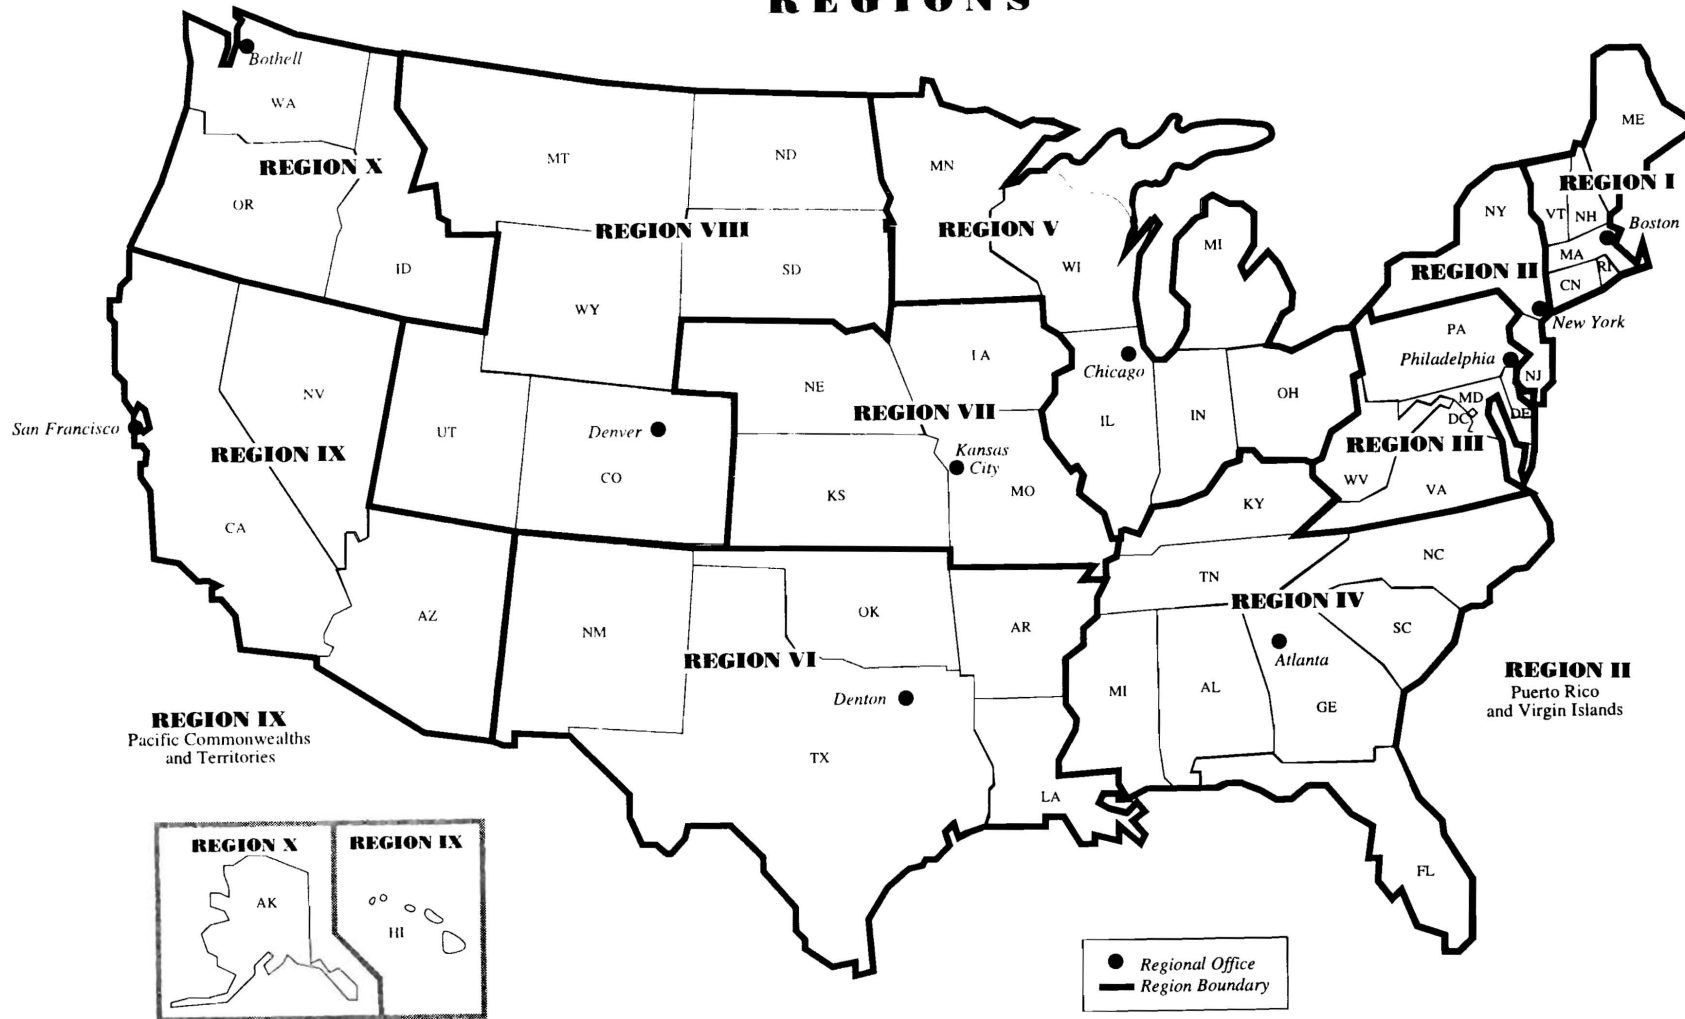 REGIONS
Bothell
WA
REGION X
OR
ID
MT
ND
REGION VIII
SD
WY
MN
REGION V
WI
MI
ME
REGION I
NY
VT
NH
Boston
MA
RI
CN
REGION II
New York
PA
Philadelphia
NJ
MD
DC
DE
REGION III
WV
VA
NV
San Francisco
REGION IX
CA
UT
Denver
CO
NE
IA
REGION VII
Kansas
City
KS
MO
Chicago
IL
IN
OH
KY
AZ
NM
OK
AR
REGION VI
Denton
TX
LA
TN
NC
REGION IV
SC
Atlanta
MI
AL
GE
FL
REGION II
Puerto Rico
and Virgin Islands
REGION IX
Pacific Commonwealths
and Territories
REGION X
AK
REGION IX
HI
Regional Office
Region Boundary